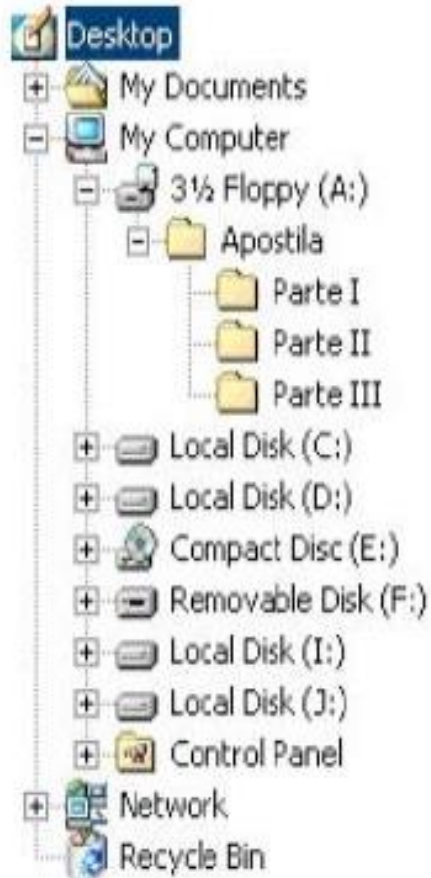 Desktop
My Documents
My Computer
3½ Floppy (A:)
Apostila
Parte I
Parte II
Parte III
Local Disk (C:)
Local Disk (D:)
Compact Disc (E:)
Removable Disk (F:)
Local Disk (I:)
Local Disk (J:)
Control Panel
Network
Recycle Bin